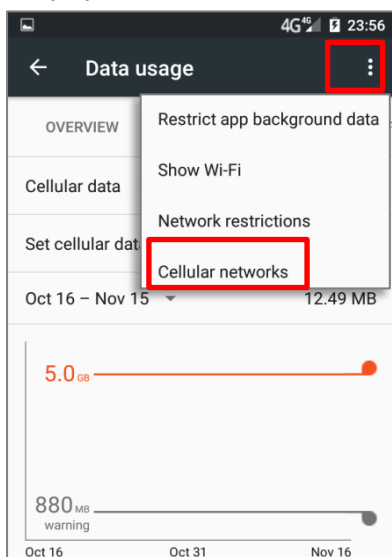 4G 4G 23:56
Data usage
OVERVIEW
Restrict app background data
Show Wi-Fi
Cellular data
Network restrictions
Set cellular dat
Cellular networks
Oct 16 – Nov 15 12.49 MB
5.0 GB
880 MB
warning
Oct 16 Oct 31 Nov 16